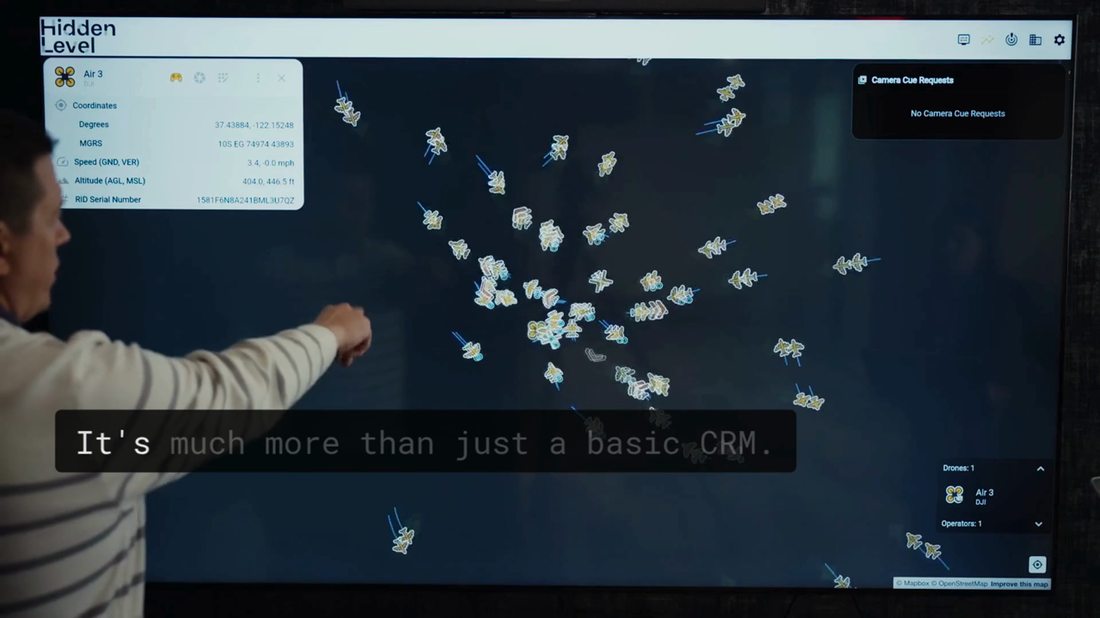 Hidden
Level
Air 3
DJI
Coordinates
Degrees 37.43884, -122.15248
MGRS 10S EG 74974 43893
Speed (GND, VER) 3.4, -0.0 mph
Altitude (AGL, MSL) 404.0, 446.5 ft
RID Serial Number 1581F6N8A241BML3U7QZ
Camera Cue Requests
No Camera Cue Requests
It's much more than just a basic CRM.
Drones: 1
Air 3
DJI
Operators: 1
© Mapbox © OpenStreetMap Improve this map